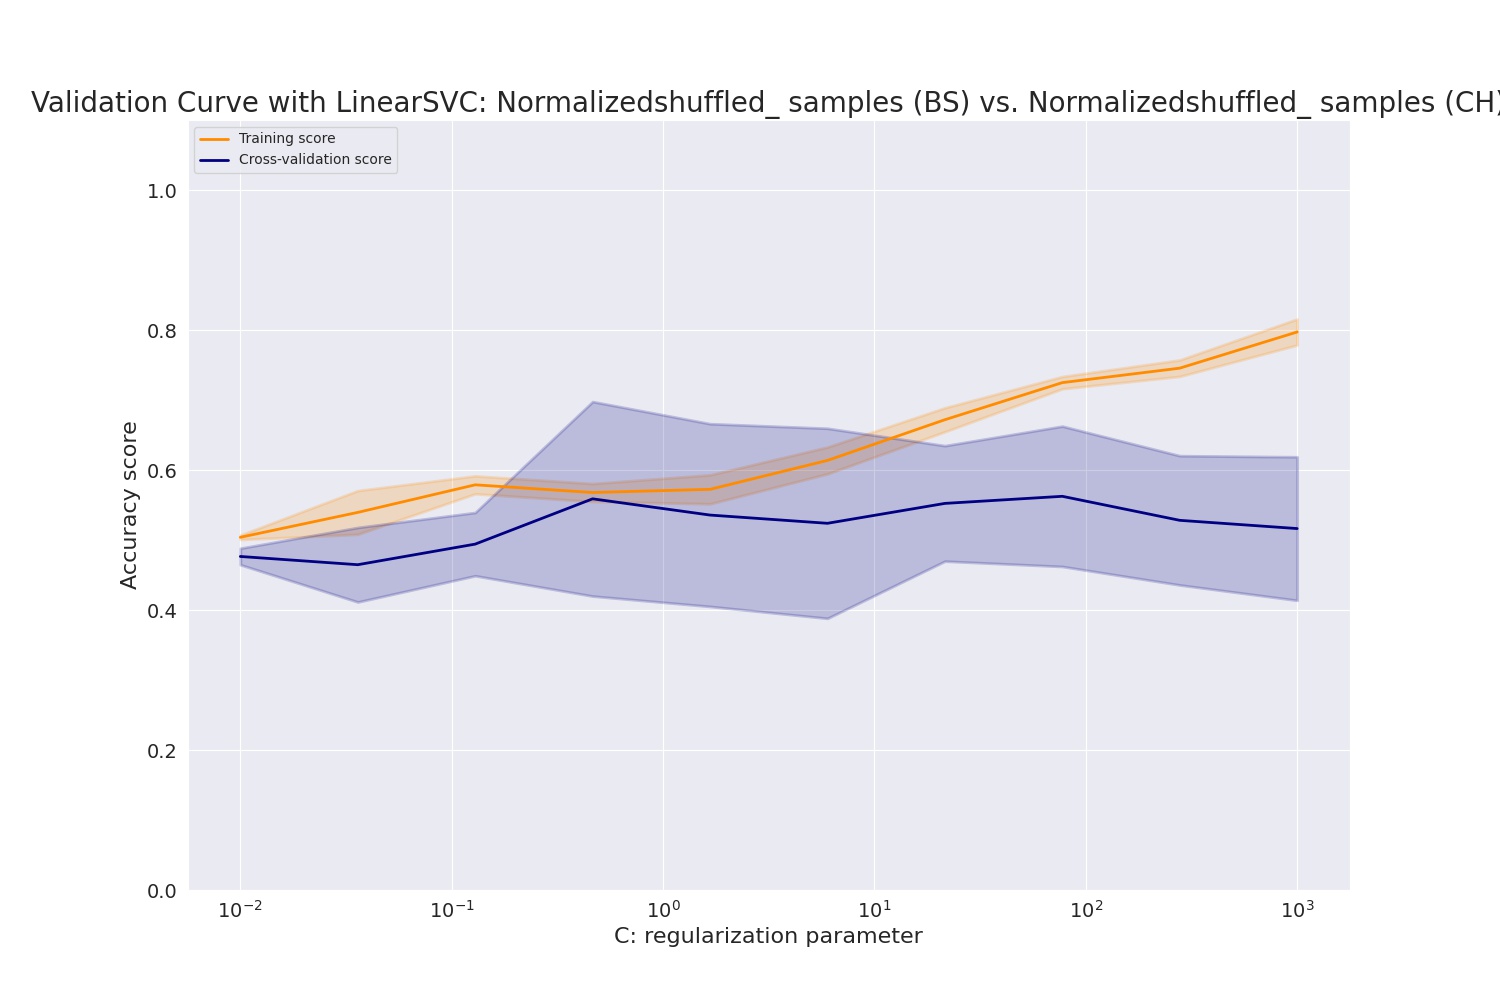 Validation Curve with LinearSVC: Normalizedshuffled_ samples (BS) vs. Normalizedshuffled_ samples (CH)
Training score
Cross-validation score
1.0
0.8
0.6
0.4
0.2
0.0
Accuracy score
10⁻² 10⁻¹ 10⁰ 10¹ 10² 10³
C: regularization parameter